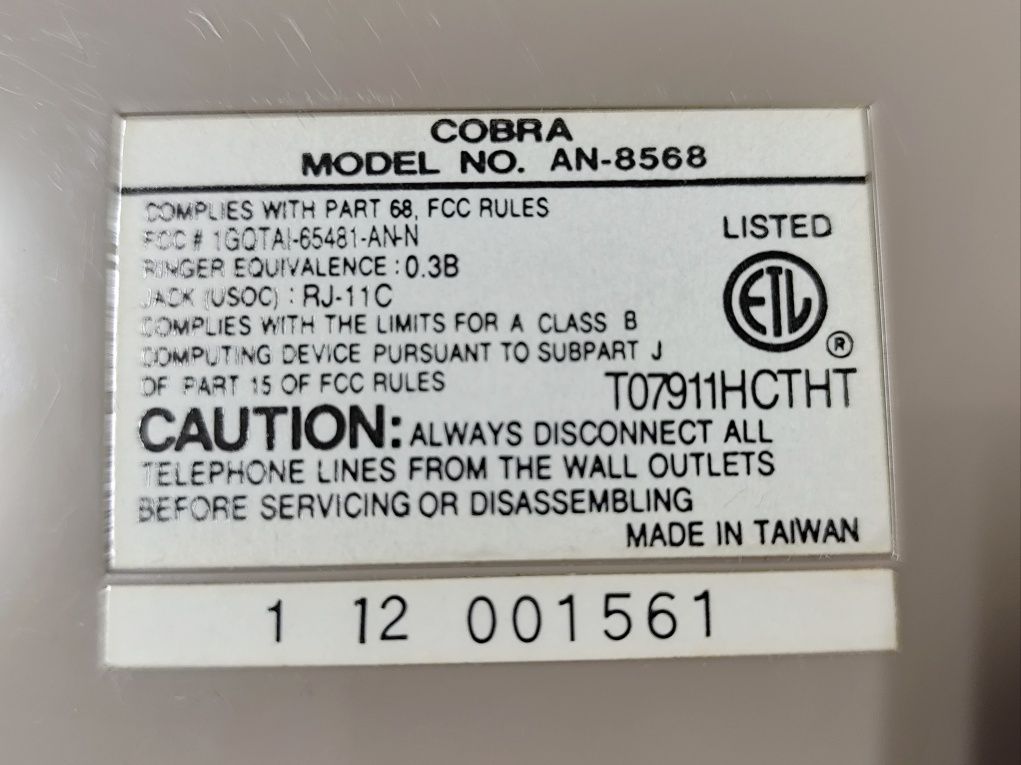 COBRA
MODEL NO. AN-8568
COMPLIES WITH PART 68, FCC RULES
FCC # 1GQTAI-65481-AN-N
RINGER EQUIVALENCE : 0.3B
JACK (USOC) : RJ-11C
COMPLIES WITH THE LIMITS FOR A CLASS B
COMPUTING DEVICE PURSUANT TO SUBPART J
OF PART 15 OF FCC RULES
LISTED
ETL
®
T07911HCTHT
CAUTION: ALWAYS DISCONNECT ALL
TELEPHONE LINES FROM THE WALL OUTLETS
BEFORE SERVICING OR DISASSEMBLING
MADE IN TAIWAN
1 12 001561